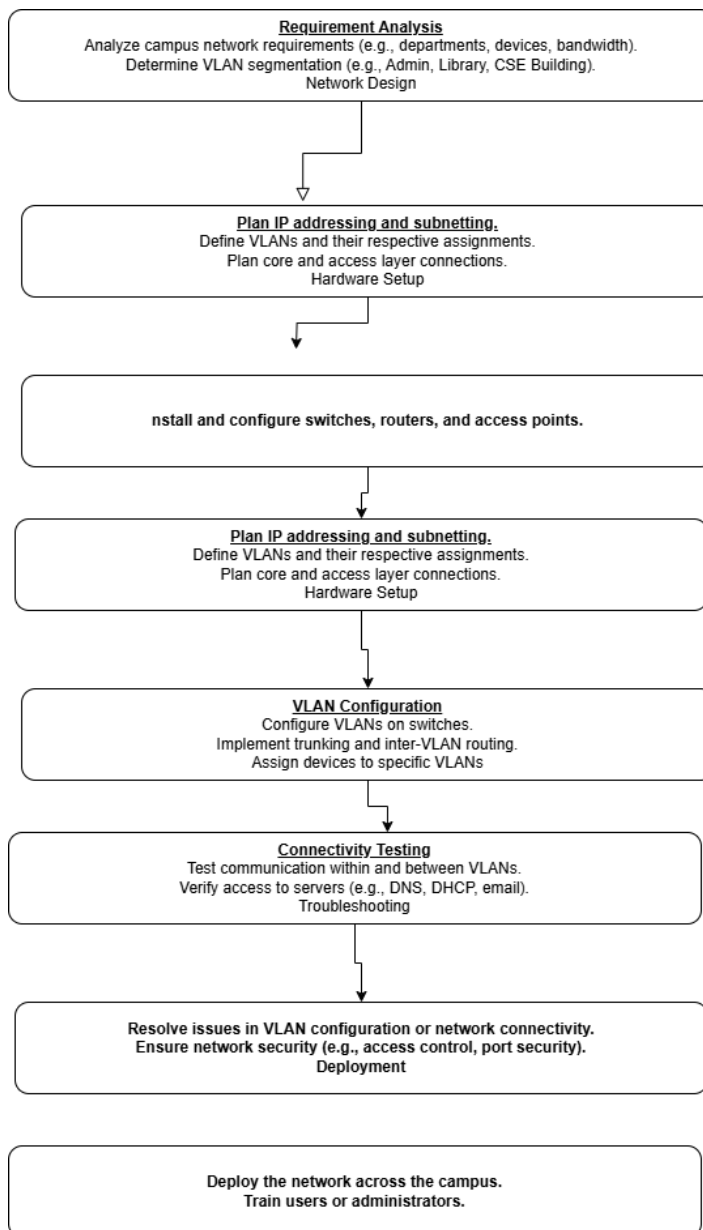 Requirement Analysis
Analyze campus network requirements (e.g., departments, devices, bandwidth).
Determine VLAN segmentation (e.g., Admin, Library, CSE Building).
Network Design
Plan IP addressing and subnetting.
Define VLANs and their respective assignments.
Plan core and access layer connections.
Hardware Setup
nstall and configure switches, routers, and access points.
Plan IP addressing and subnetting.
Define VLANs and their respective assignments.
Plan core and access layer connections.
Hardware Setup
VLAN Configuration
Configure VLANs on switches.
Implement trunking and inter-VLAN routing.
Assign devices to specific VLANs
Connectivity Testing
Test communication within and between VLANs.
Verify access to servers (e.g., DNS, DHCP, email).
Troubleshooting
Resolve issues in VLAN configuration or network connectivity.
Ensure network security (e.g., access control, port security).
Deployment
Deploy the network across the campus.
Train users or administrators.